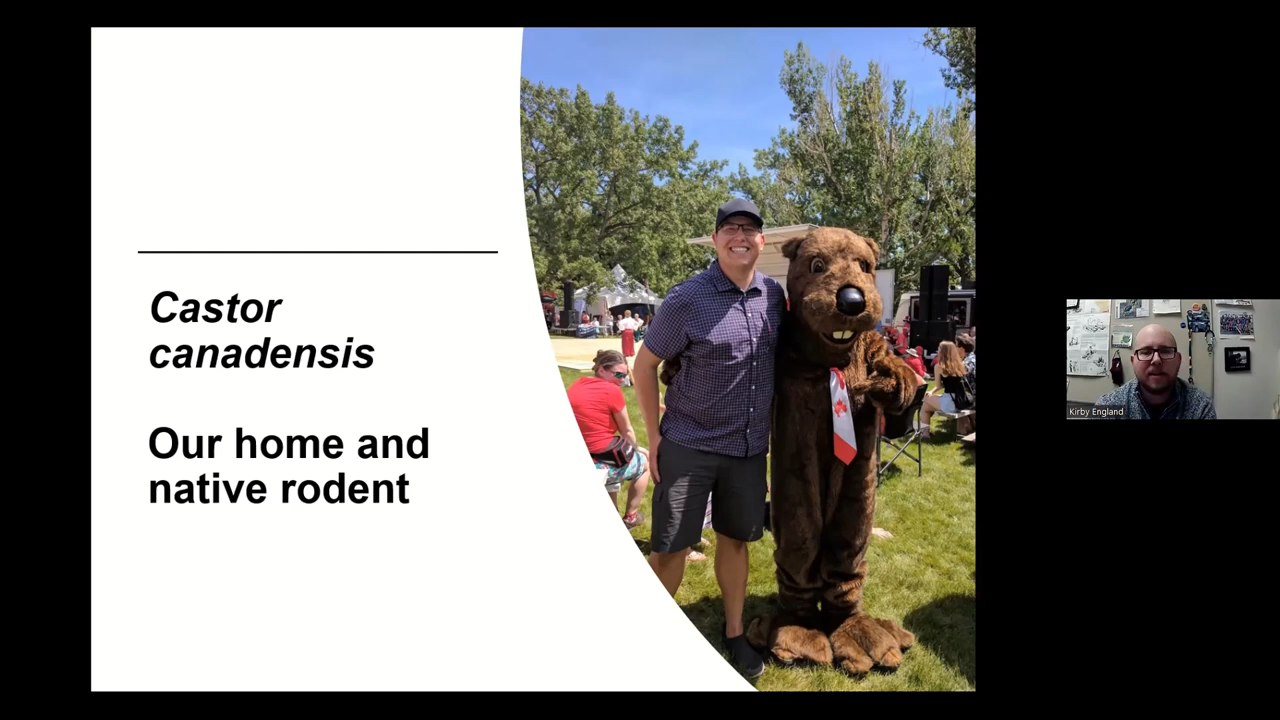 Castor
canadensis
Our home and
native rodent
Kirby England